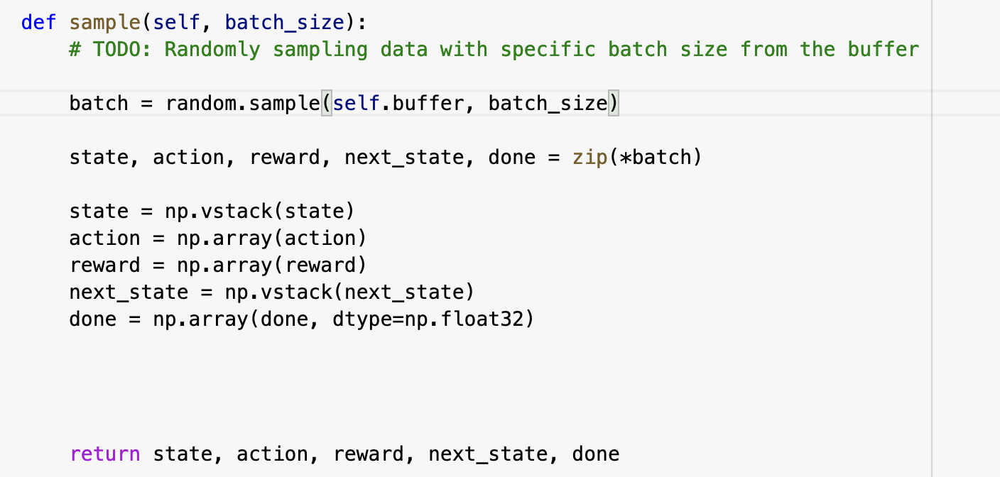 def sample(self, batch_size):
# TODO: Randomly sampling data with specific batch size from the buffer
batch = random.sample(self.buffer, batch_size)
state, action, reward, next_state, done = zip(*batch)
state = np.vstack(state)
action = np.array(action)
reward = np.array(reward)
next_state = np.vstack(next_state)
done = np.array(done, dtype=np.float32)
return state, action, reward, next_state, done